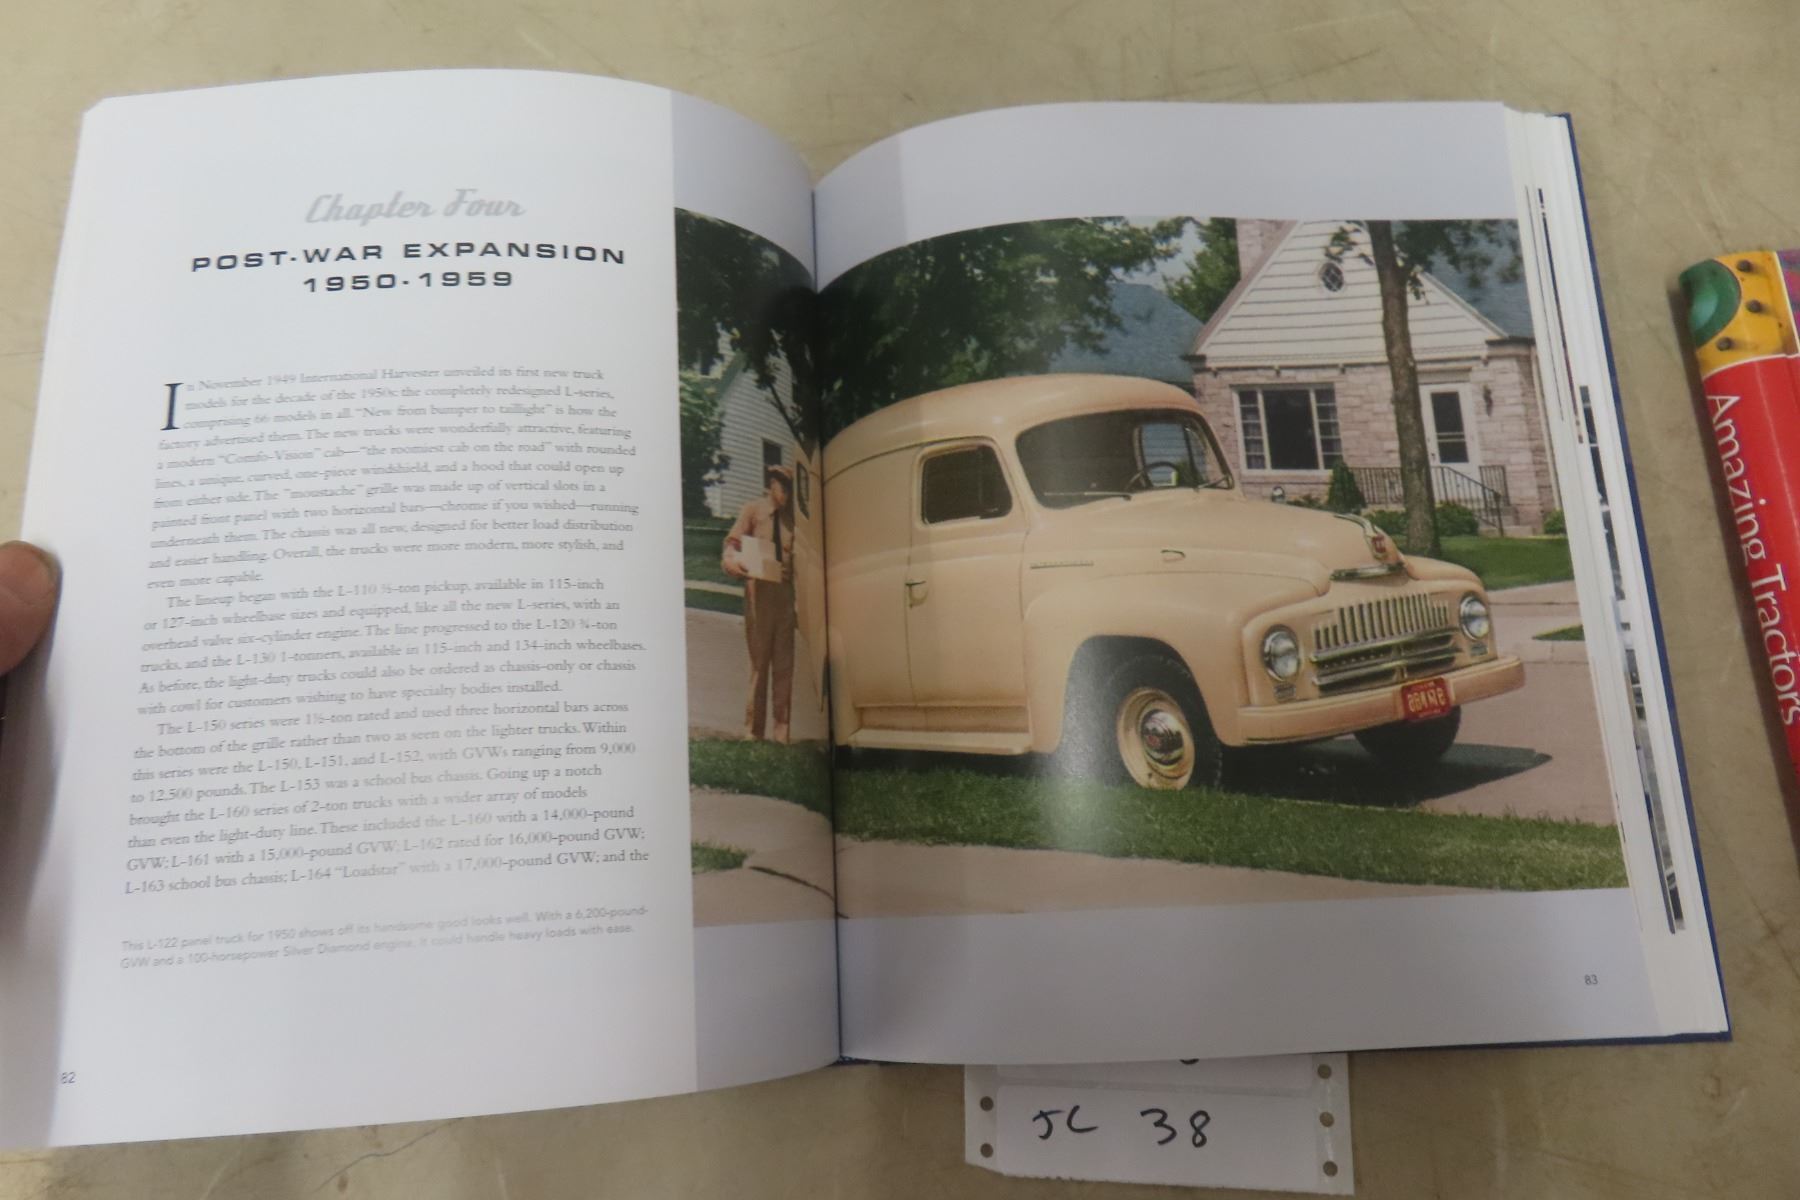 Chapter Four
POST-WAR EXPANSION
1950-1959
In November 1949 International Harvester unveiled its first new truck
models for the decade of the 1950s: the completely redesigned L-series,
comprising 66 models in all. "New from bumper to taillight" is how the
factory advertised them. The new trucks were wonderfully attractive, featuring
a modern "Comfo-Vision" cab—"the roomiest cab on the road" with rounded
lines, a unique, curved, one-piece windshield, and a hood that could open up
from either side. The "moustache" grille was made up of vertical slots in a
painted front panel with two horizontal bars—chrome if you wished—running
underneath them. The chassis was all new, designed for better load distribution
and easier handling. Overall, the trucks were more modern, more stylish, and
even more capable.
The lineup began with the L-110 ½-ton pickup, available in 115-inch
or 127-inch wheelbase sizes and equipped, like all the new L-series, with an
overhead valve six-cylinder engine. The line progressed to the L-120 ¾-ton
trucks, and the L-130 1-tonners, available in 115-inch and 134-inch wheelbases.
As before, the light-duty trucks could also be ordered as chassis-only or chassis
with cowl for customers wishing to have specialty bodies installed.
The L-150 series were 1½-ton rated and used three horizontal bars across
the bottom of the grille rather than two as seen on the lighter trucks. Within
this series were the L-150, L-151, and L-152, with GVWs ranging from 9,000
to 12,500 pounds. The L-153 was a school bus chassis. Going up a notch
brought the L-160 series of 2-ton trucks with a wider array of models
than even the light-duty line. These included the L-160 with a 14,000-pound
GVW; L-161 with a 15,000-pound GVW; L-162 rated for 16,000-pound GVW;
L-163 school bus chassis; L-164 "Loadstar" with a 17,000-pound GVW; and the
This L-122 panel truck for 1950 shows off its handsome good looks well. With a 6,200-pound-
GVW and a 100-horsepower Silver Diamond engine, it could handle heavy loads with ease.
82
83
JC 38
Amazing Tractors